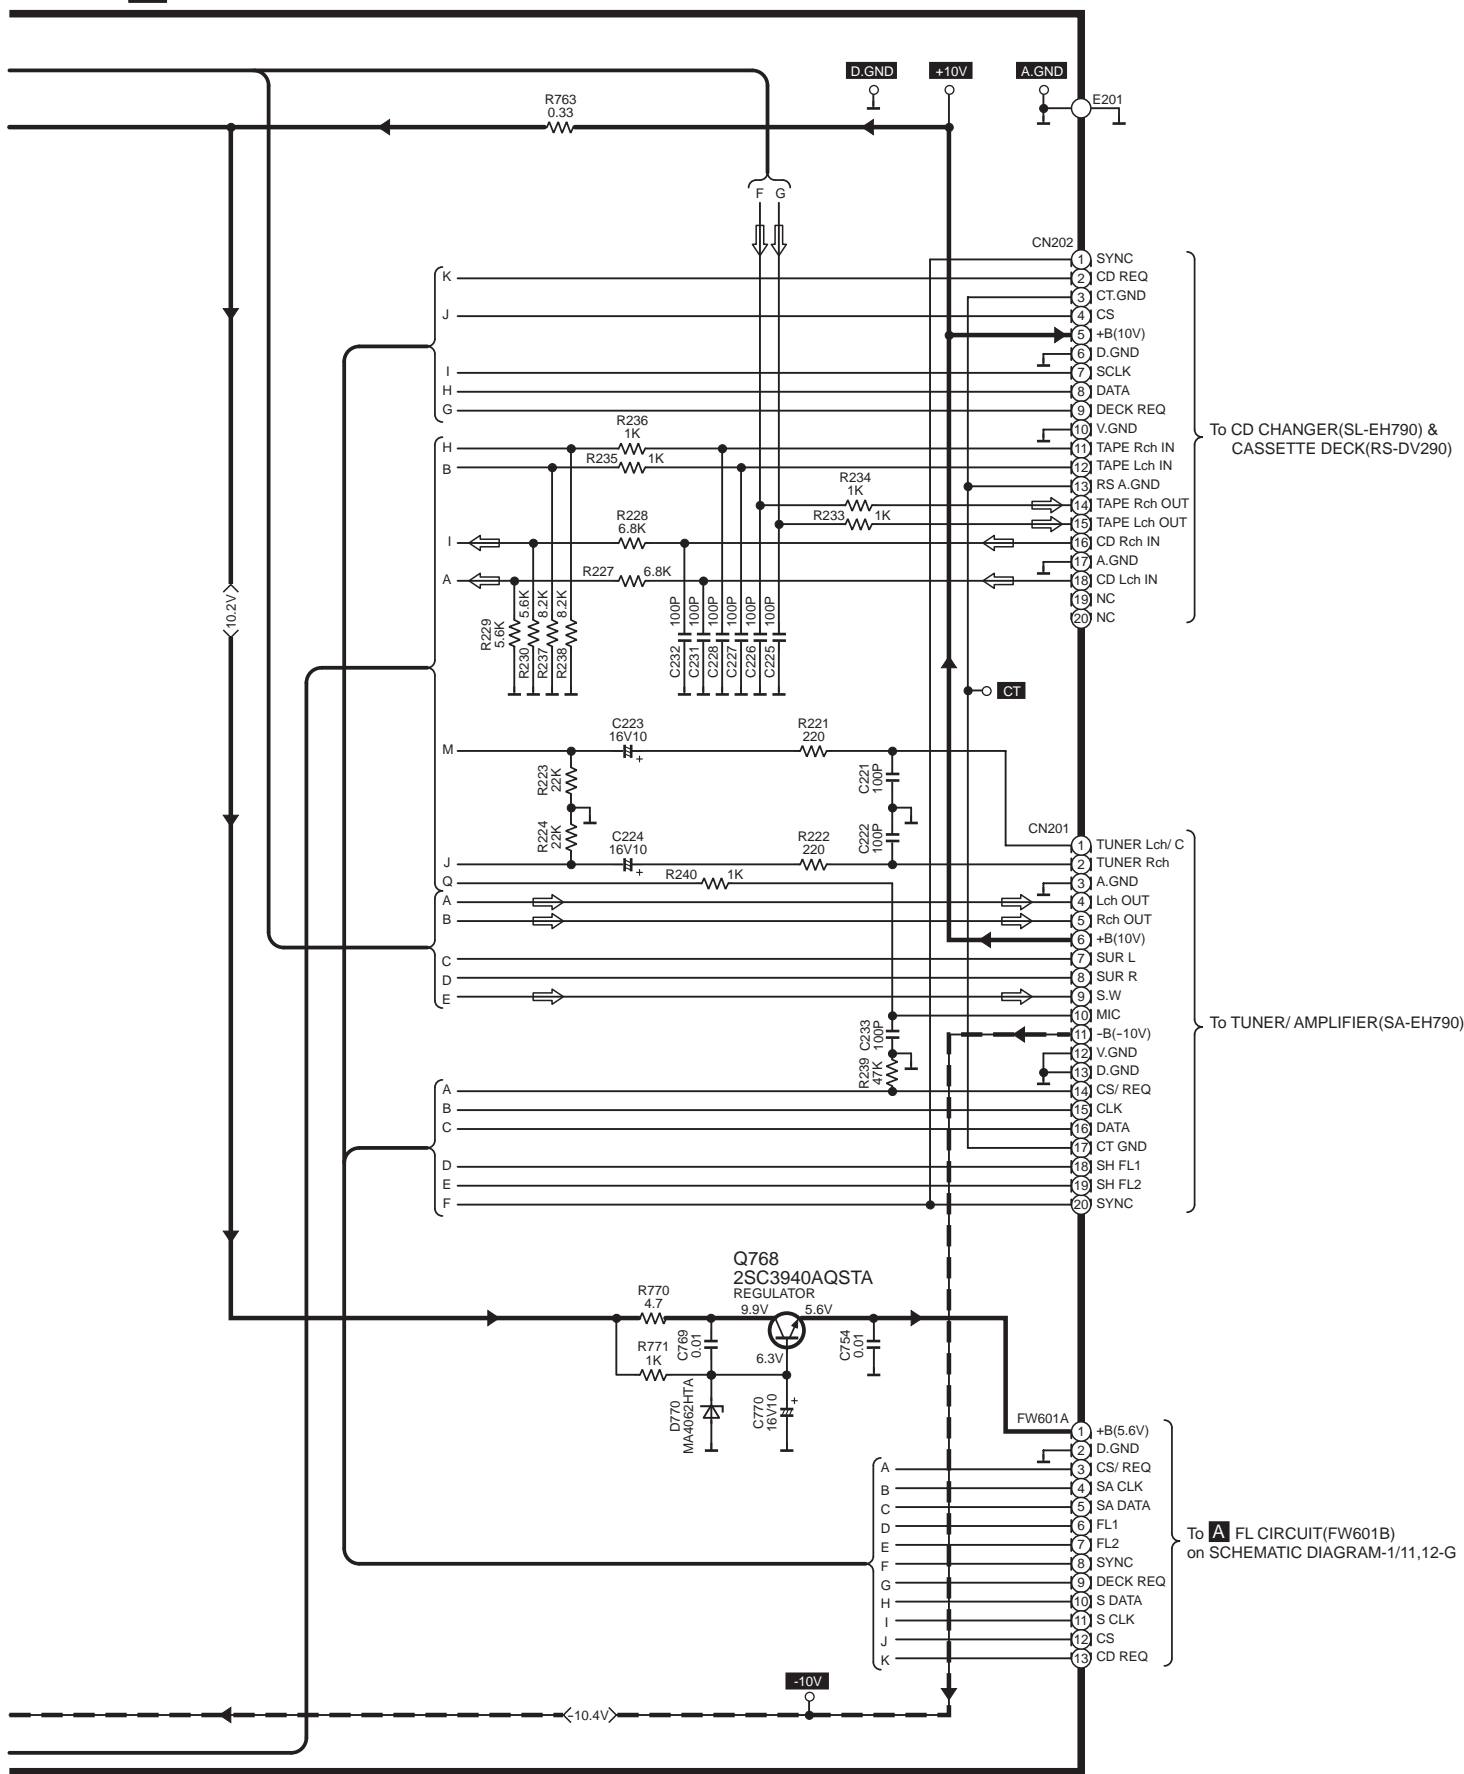 D.GND
+10V
A.GND
E201
R763
0.33
F G
CN202
K
J
I
H
G
1 SYNC
2 CD REQ
3 CT.GND
4 CS
5 +B(10V)
6 D.GND
7 SCLK
8 DATA
9 DECK REQ
10 V.GND
11 TAPE Rch IN
12 TAPE Lch IN
13 RS A.GND
14 TAPE Rch OUT
15 TAPE Lch OUT
16 CD Rch IN
17 A.GND
18 CD Lch IN
19 NC
20 NC
To CD CHANGER(SL-EH790) &
CASSETTE DECK(RS-DV290)
H
B
I
A
R236
1K
R235 1K
R234
1K
R233 1K
R228
6.8K
R227 6.8K
10.2V
R229
5.6K
R230
5.6K
R237
8.2K
R238
8.2K
C232 100P
C231 100P
C228 100P
C227 100P
C226 100P
C225 100P
CT
M
C223
16V10
+
R221
220
R223
22K
C221
100P
R224
22K
C224
16V10
+
R222
220
C222
100P
J
Q
R240 1K
A
B
C
D
E
CN201
1 TUNER Lch/ C
2 TUNER Rch
3 A.GND
4 Lch OUT
5 Rch OUT
6 +B(10V)
7 SUR L
8 SUR R
9 S.W
10 MIC
11 -B(-10V)
12 V.GND
13 D.GND
14 CS/ REQ
15 CLK
16 DATA
17 CT GND
18 SH FL1
19 SH FL2
20 SYNC
To TUNER/ AMPLIFIER(SA-EH790)
C233
100P
R239
47K
A
B
C
D
E
F
Q768
2SC3940AQSTA
REGULATOR
R770
4.7
9.9V
5.6V
R771
1K
C769
0.01
6.3V
C754
0.01
D770
MA4062HTA
C770
16V10
+
FW601A
1 +B(5.6V)
2 D.GND
3 CS/ REQ
4 SA CLK
5 SA DATA
6 FL1
7 FL2
8 SYNC
9 DECK REQ
10 S DATA
11 S CLK
12 CS
13 CD REQ
A
B
C
D
E
F
G
H
I
J
K
To A FL CIRCUIT(FW601B)
on SCHEMATIC DIAGRAM-1/11,12-G
-10V
-10.4V